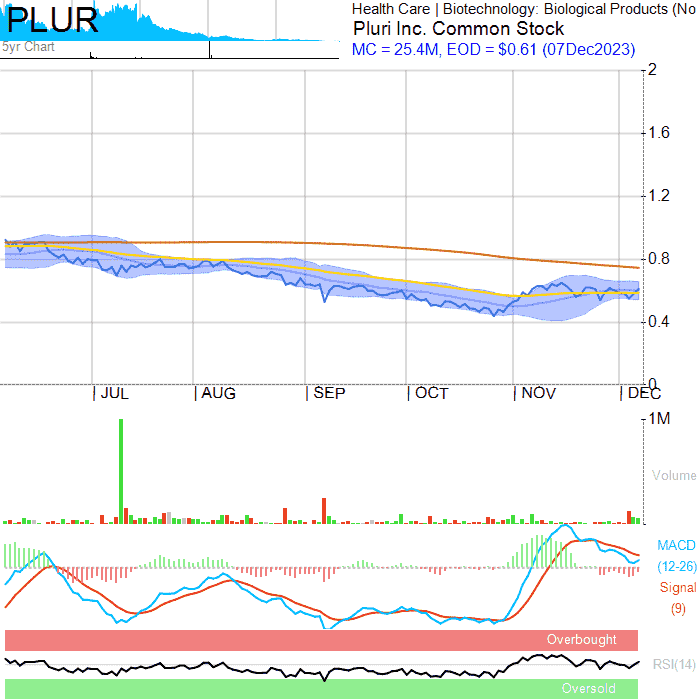 PLUR
5yr Chart
Health Care | Biotechnology: Biological Products (No
Pluri Inc. Common Stock
MC = 25.4M, EOD = $0.61 (07Dec2023)
2
1.6
1.2
0.8
0.4
0
JUL AUG SEP OCT NOV DEC
1M
Volume
MACD
(12-26)
Signal
(9)
Overbought
RSI(14)
Oversold